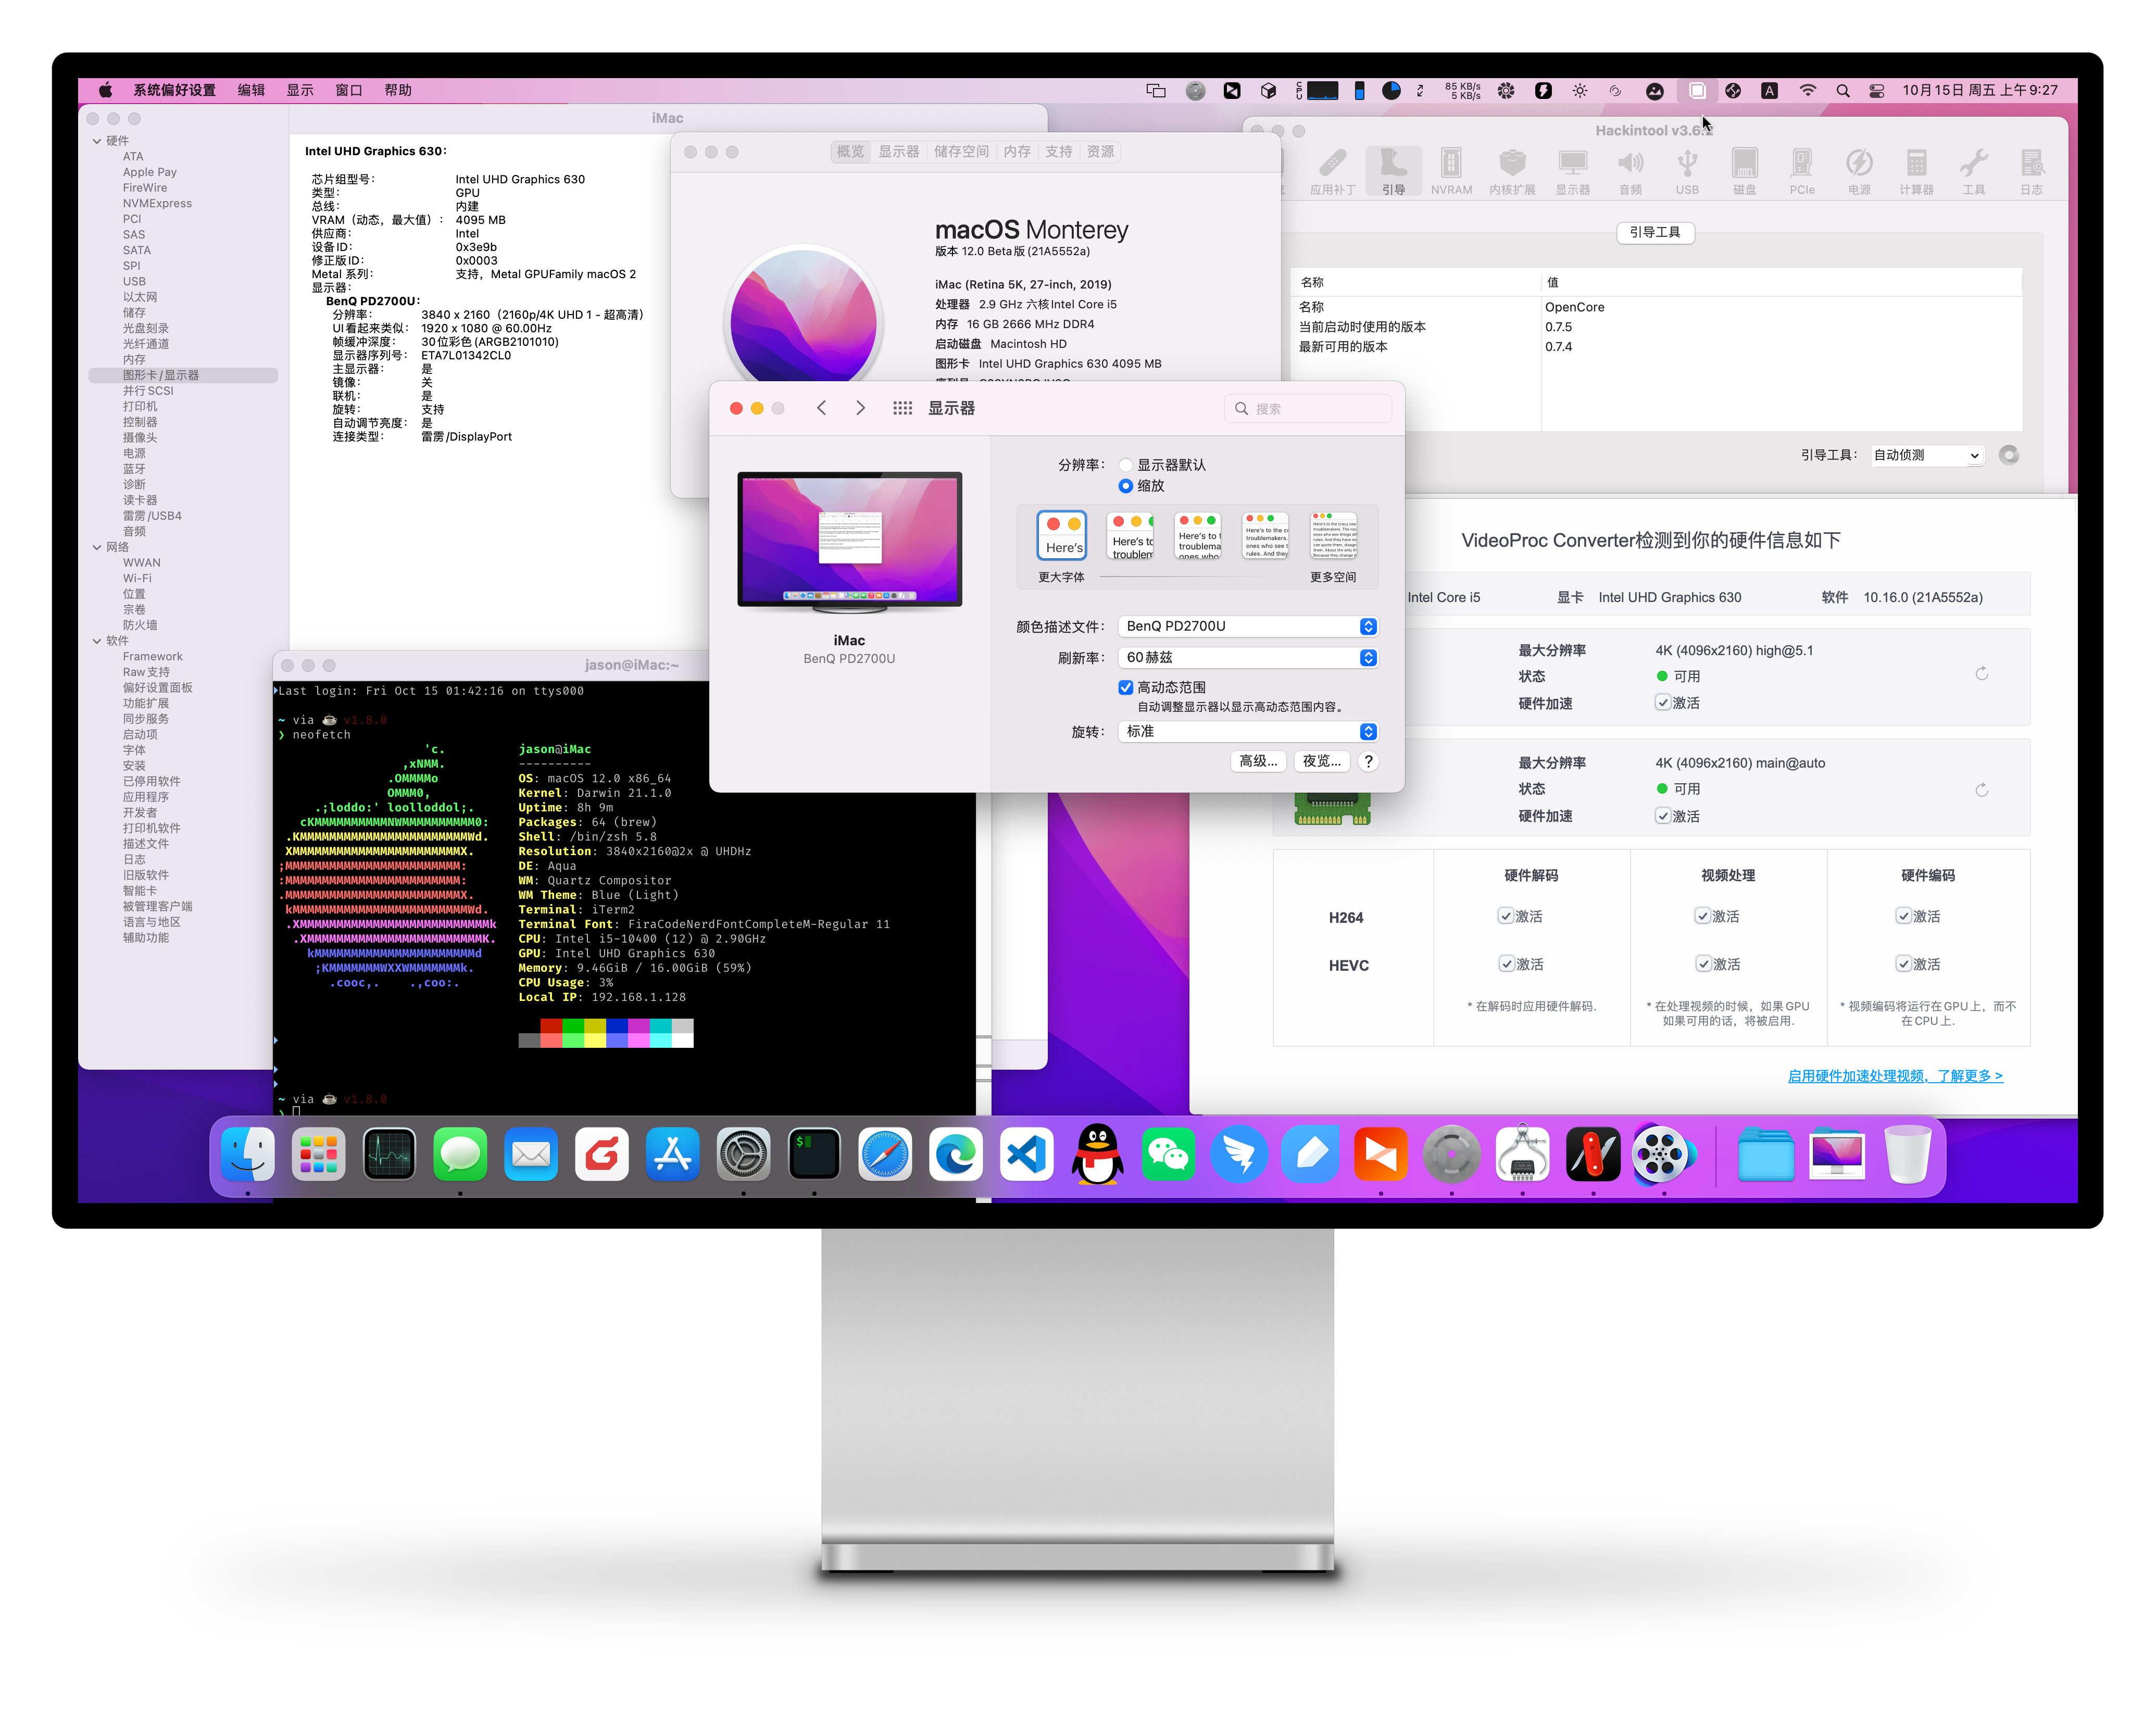 系统偏好设置 编辑 显示 窗口 帮助
CPU
85 KB/s
5 KB/s
A
10月15日 周五 上午9:27
iMac
硬件
ATA
Apple Pay
FireWire
NVMExpress
PCI
SAS
SATA
SPI
USB
以太网
储存
光盘刻录
光纤通道
内存
图形卡/显示器
并行SCSI
打印机
控制器
摄像头
电源
蓝牙
诊断
读卡器
雷雳/USB4
音频
网络
WWAN
Wi-Fi
位置
宗卷
防火墙
软件
Framework
Raw支持
偏好设置面板
功能扩展
同步服务
启动项
字体
安装
已停用软件
应用程序
开发者
打印机软件
描述文件
日志
旧版软件
智能卡
被管理客户端
语言与地区
辅助功能
Intel UHD Graphics 630:
芯片组型号: Intel UHD Graphics 630
类型: GPU
总线: 内建
VRAM（动态，最大值）: 4095 MB
供应商: Intel
设备ID: 0x3e9b
修正版ID: 0x0003
Metal 系列: 支持，Metal GPUFamily macOS 2
显示器:
BenQ PD2700U:
分辨率: 3840 x 2160（2160p/4K UHD 1 - 超高清）
UI看起来类似: 1920 x 1080 @ 60.00Hz
帧缓冲深度: 30位彩色 (ARGB2101010)
显示器序列号: ETA7L01342CL0
主显示器: 是
镜像: 关
联机: 是
旋转: 支持
自动调节亮度: 是
连接类型: 雷雳/DisplayPort
概览 显示器 储存空间 内存 支持 资源
macOS Monterey
版本 12.0 Beta版 (21A5552a)
iMac (Retina 5K, 27-inch, 2019)
处理器 2.9 GHz 六核Intel Core i5
内存 16 GB 2666 MHz DDR4
启动磁盘 Macintosh HD
图形卡 Intel UHD Graphics 630 4095 MB
Hackintool v3.6.2
应用补丁 引导 NVRAM 内核扩展 显示器 音频 USB 磁盘 PCIe 电源 计算器 工具 日志
引导工具
名称 值
名称 OpenCore
当前启动时使用的版本 0.7.5
最新可用的版本 0.7.4
引导工具: 自动侦测
显示器
搜索
iMac
BenQ PD2700U
分辨率: 显示器默认
缩放
Here's
Here's to
troublem
Here's to t
troublema
ones who
Here's to the c
troublemakers.
ones who see t
rules. And they
更大字体 更多空间
颜色描述文件: BenQ PD2700U
刷新率: 60赫兹
高动态范围
自动调整显示器以显示高动态范围内容。
旋转: 标准
高级... 夜览... ?
VideoProc Converter检测到你的硬件信息如下
Intel Core i5 显卡 Intel UHD Graphics 630 软件 10.16.0 (21A5552a)
最大分辨率 4K (4096x2160) high@5.1
状态 可用
硬件加速 激活
最大分辨率 4K (4096x2160) main@auto
状态 可用
硬件加速 激活
硬件解码 视频处理 硬件编码
H264 激活 激活 激活
HEVC 激活 激活 激活
* 在解码时应用硬件解码.
* 在处理视频的时候，如果GPU
如果可用的话，将被启用.
* 视频编码将运行在GPU上，而不
在CPU上.
启用硬件加速处理视频，了解更多 >
jason@iMac:~
Last login: Fri Oct 15 01:42:16 on ttys000
~ via ☕ v1.8.0
❯ neofetch
'c.
,xNMM.
.OMMMMo
OMMM0,
.;loddo:' loolloddol;.
cKMMMMMMMMMMNWMMMMMMMMMM0:
.KMMMMMMMMMMMMMMMMMMMMMMMWd.
XMMMMMMMMMMMMMMMMMMMMMMMX.
;MMMMMMMMMMMMMMMMMMMMMMMM:
:MMMMMMMMMMMMMMMMMMMMMMMM:
.MMMMMMMMMMMMMMMMMMMMMMMMX.
kMMMMMMMMMMMMMMMMMMMMMMMMWd.
.XMMMMMMMMMMMMMMMMMMMMMMMMMMk
.XMMMMMMMMMMMMMMMMMMMMMMMMK.
kMMMMMMMMMMMMMMMMMMMMMMd
;KMMMMMMMWXXWMMMMMMMk.
.cooc,. .,coo:.
jason@iMac
----------
OS: macOS 12.0 x86_64
Kernel: Darwin 21.1.0
Uptime: 8h 9m
Packages: 64 (brew)
Shell: /bin/zsh 5.8
Resolution: 3840x2160@2x @ UHDHz
DE: Aqua
WM: Quartz Compositor
WM Theme: Blue (Light)
Terminal: iTerm2
Terminal Font: FiraCodeNerdFontCompleteM-Regular 11
CPU: Intel i5-10400 (12) @ 2.90GHz
GPU: Intel UHD Graphics 630
Memory: 9.46GiB / 16.00GiB (59%)
CPU Usage: 3%
Local IP: 192.168.1.128
~ via ☕ v1.8.0
❯